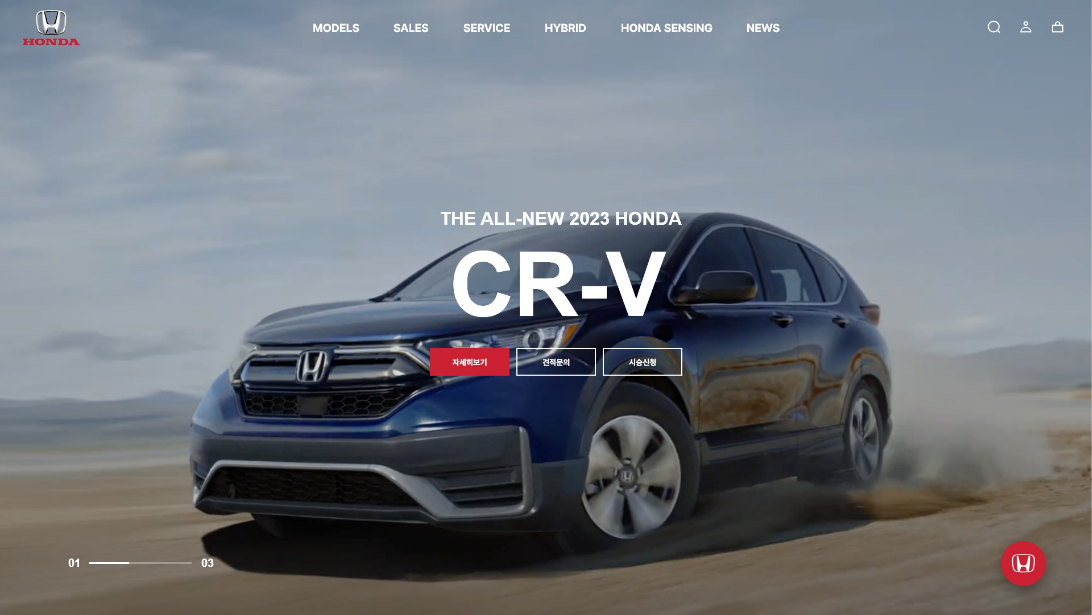 HONDA
MODELS SALES SERVICE HYBRID HONDA SENSING NEWS
THE ALL-NEW 2023 HONDA
CR-V
자세히보기 견적문의 시승신청
01 03